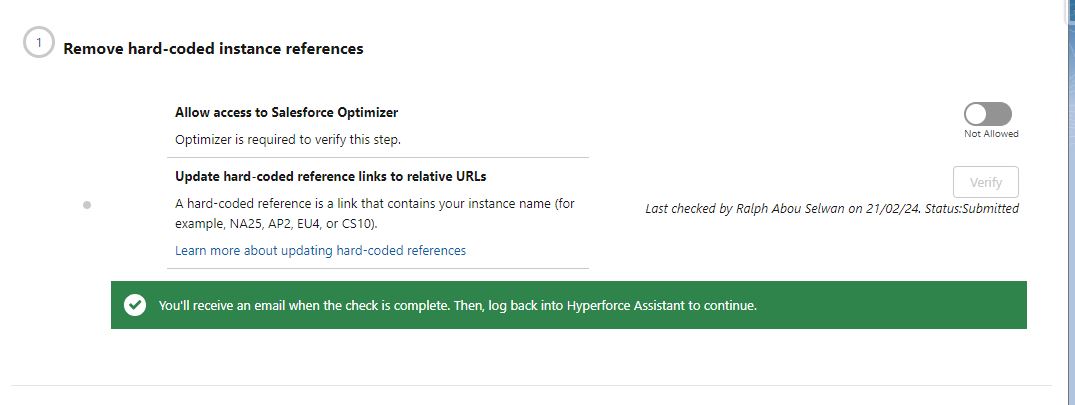 1
Remove hard-coded instance references
Allow access to Salesforce Optimizer
Optimizer is required to verify this step.
Not Allowed
Update hard-coded reference links to relative URLs
Verify
A hard-coded reference is a link that contains your instance name (for
example, NA25, AP2, EU4, or CS10).
Last checked by Ralph Abou Selwan on 21/02/24. Status:Submitted
Learn more about updating hard-coded references
You'll receive an email when the check is complete. Then, log back into Hyperforce Assistant to continue.